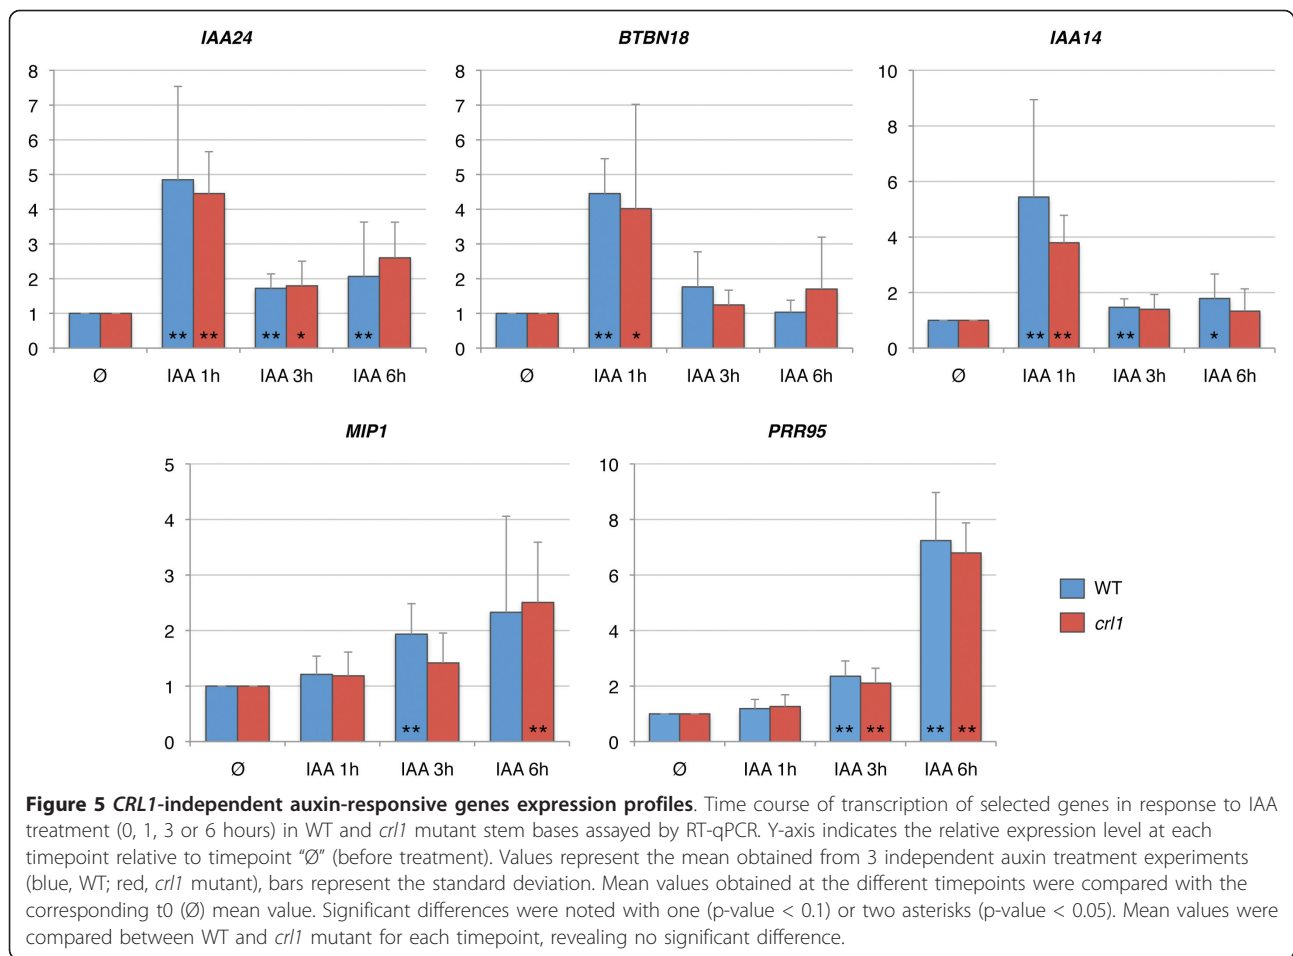 IAA24
BTBN18
IAA14
8
7
6
5
4
3
2
1
0
** ** ** * **
Ø IAA 1h IAA 3h IAA 6h
8
7
6
5
4
3
2
1
0
** *
Ø IAA 1h IAA 3h IAA 6h
10
8
6
4
2
0
** ** ** *
Ø IAA 1h IAA 3h IAA 6h
MIP1
PRR95
5
4
3
2
1
0
** **
Ø IAA 1h IAA 3h IAA 6h
10
8
6
4
2
0
** ** ** **
Ø IAA 1h IAA 3h IAA 6h
WT
crl1
Figure 5 CRL1-independent auxin-responsive genes expression profiles. Time course of transcription of selected genes in response to IAA
treatment (0, 1, 3 or 6 hours) in WT and crl1 mutant stem bases assayed by RT-qPCR. Y-axis indicates the relative expression level at each
timepoint relative to timepoint “Ø” (before treatment). Values represent the mean obtained from 3 independent auxin treatment experiments
(blue, WT; red, crl1 mutant), bars represent the standard deviation. Mean values obtained at the different timepoints were compared with the
corresponding t0 (Ø) mean value. Significant differences were noted with one (p-value < 0.1) or two asterisks (p-value < 0.05). Mean values were
compared between WT and crl1 mutant for each timepoint, revealing no significant difference.